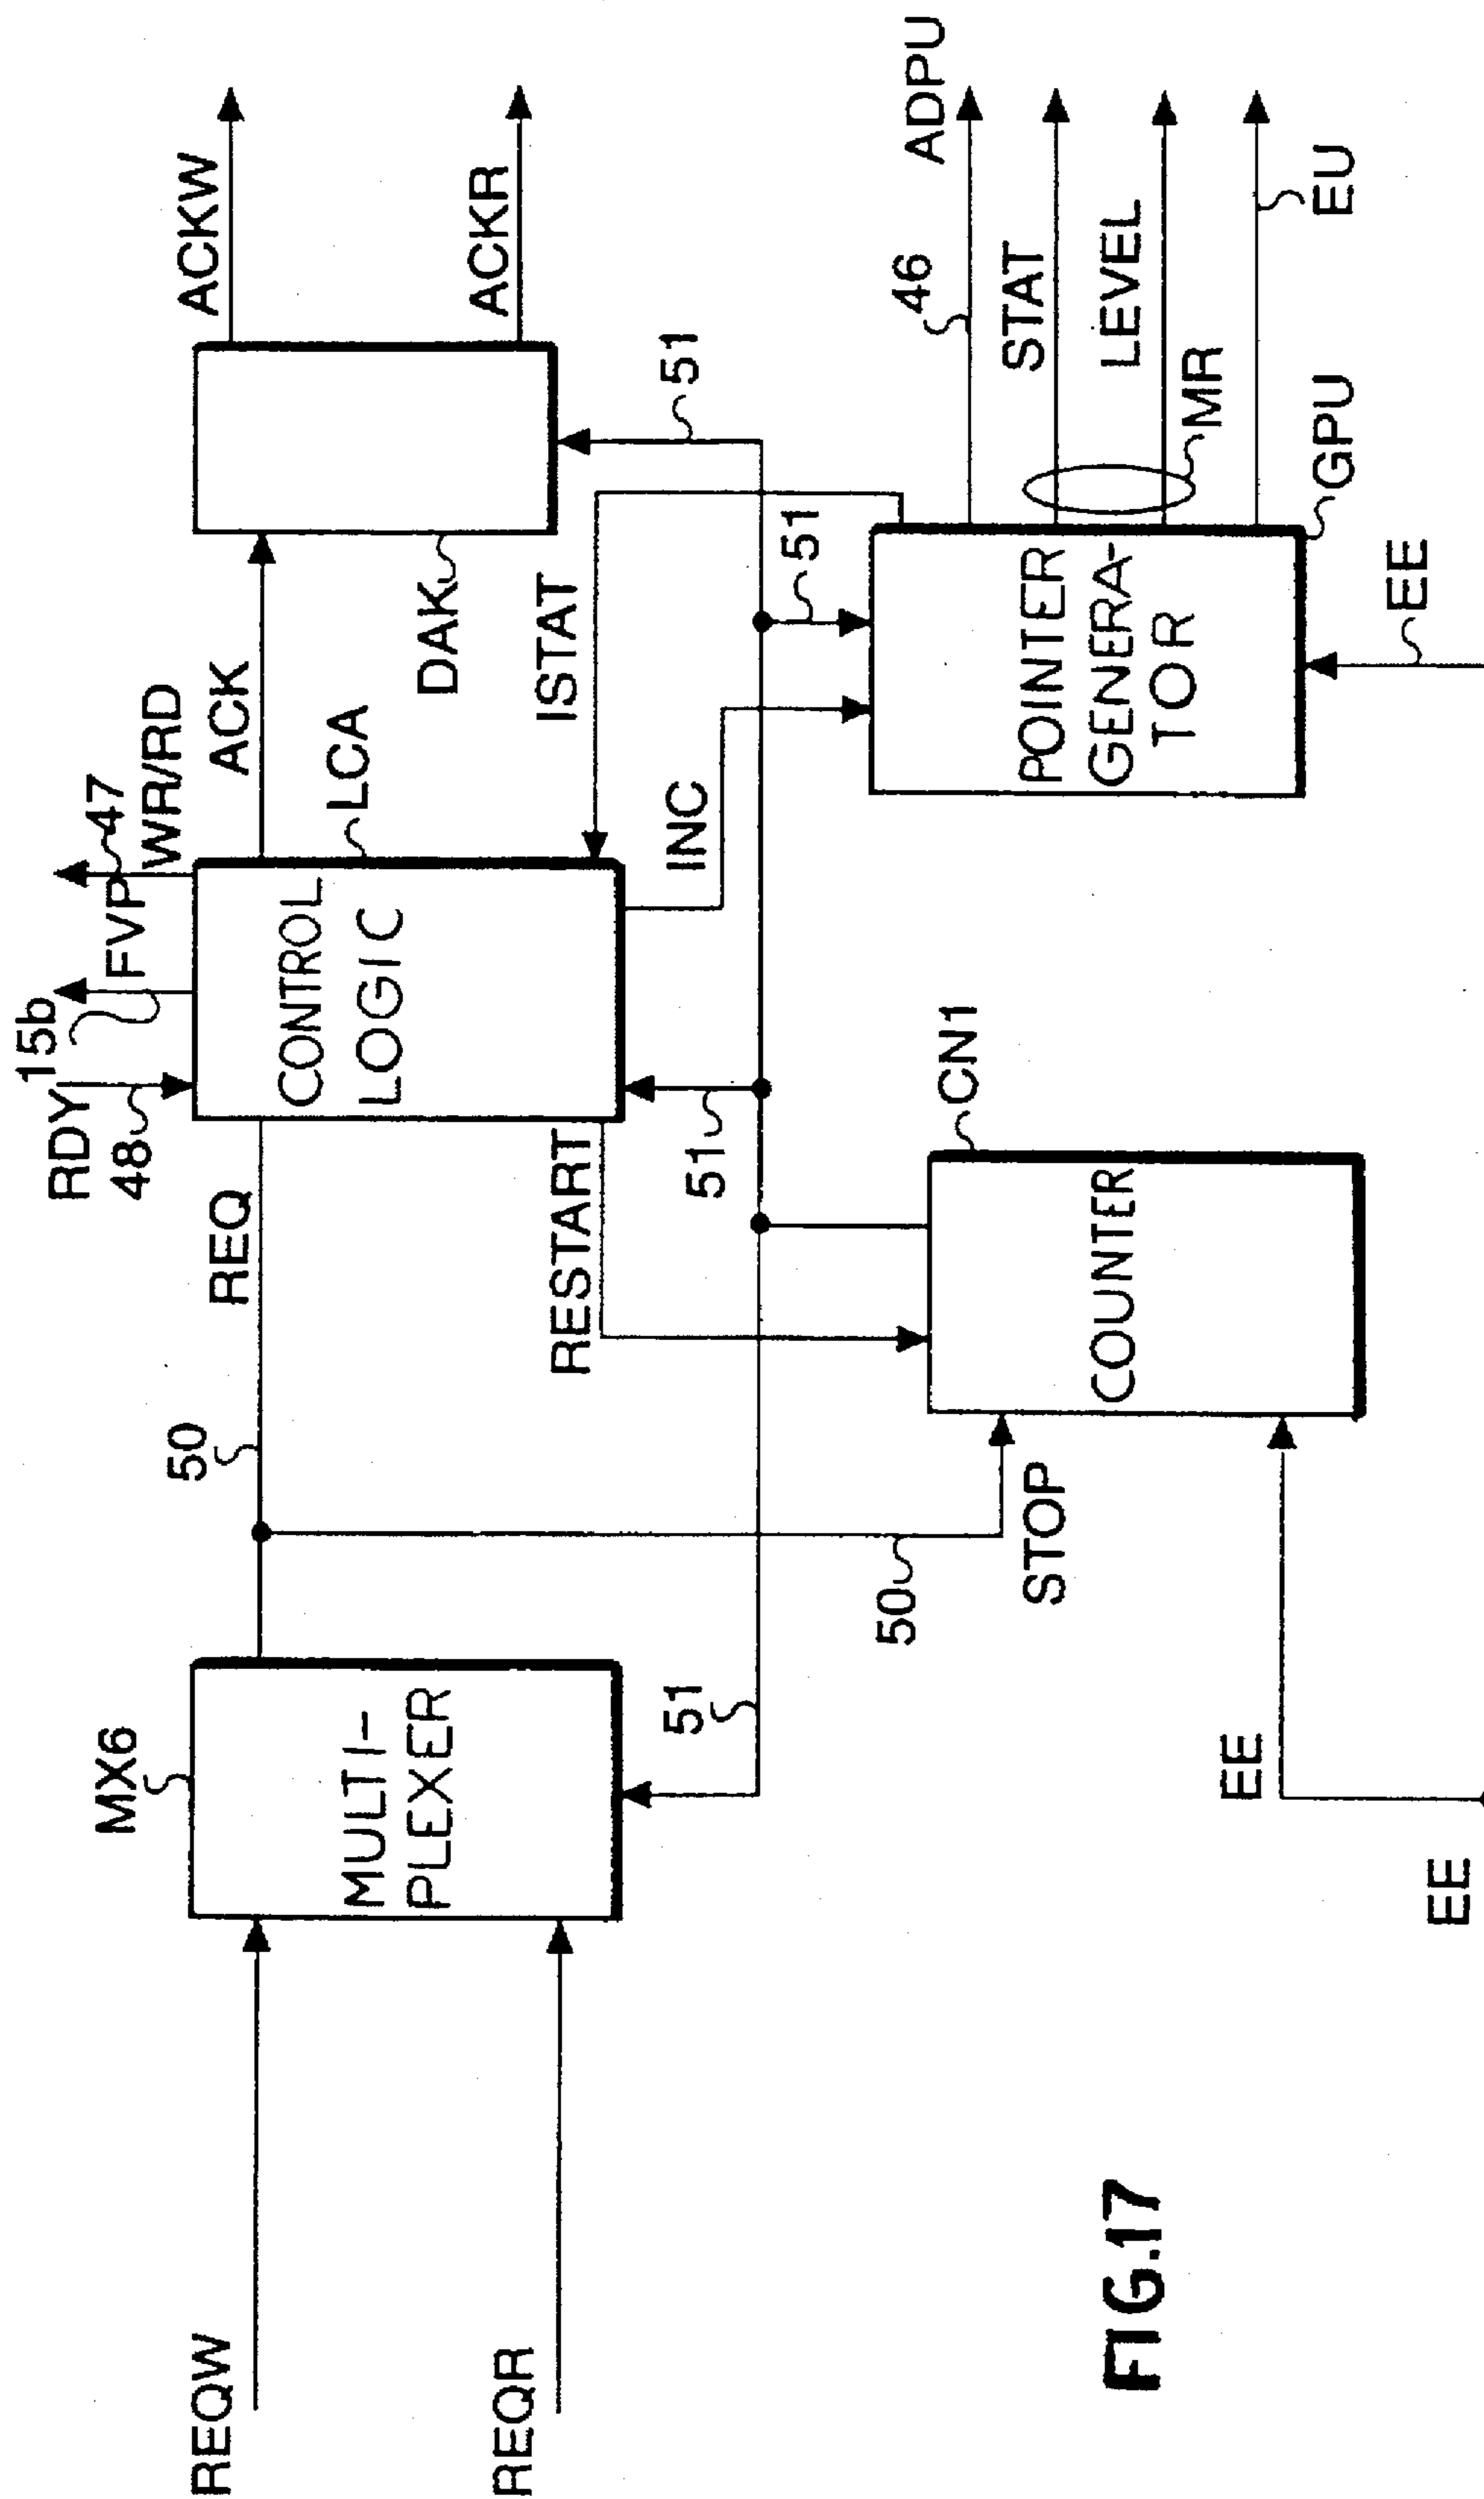 RDY
48
15b
FVP
47
WR/RD
MX6
50
REQ
ACK
ACKW
REQW
MULTI-
PLEXER
CONTROL
LOGIC
LCA
DAK
ACKR
REQR
RESTART
ISTAT
51
51
INC
51
51
50
STOP
CN1
COUNTER
POINTER
GENERA-
TOR
46
ADPU
STAT
LEVEL
MR
GPU
EU
EE
EE
EE
FIG.17